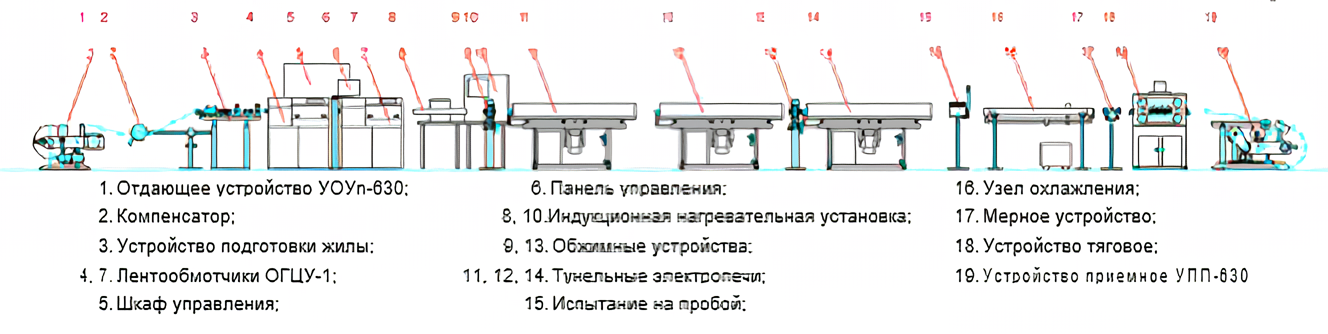 1 2 3 4 5 6 7 8 9 10 11 12 13 14 15 16 17 18 19
1. Отдающее устройство УОУп-630;
2. Компенсатор;
3. Устройство подготовки жилы;
4, 7. Лентообмотчики ОГЦУ-1;
5. Шкаф управления;
6. Панель управления;
8, 10. Индукционная нагревательная установка;
9, 13. Обжимные устройства;
11, 12, 14. Тунельные электропечи;
15. Испытание на пробой;
16. Узел охлаждения;
17. Мерное устройство;
18. Устройство тяговое;
19. Устройство приемное УПП-630